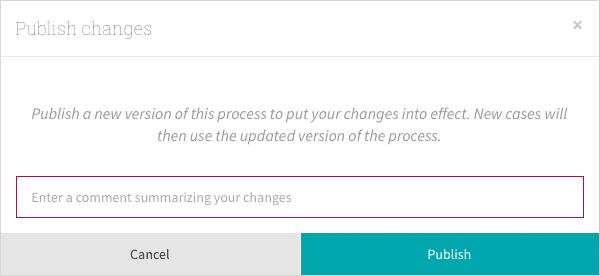 Publish changes
×
Publish a new version of this process to put your changes into effect. New cases will
then use the updated version of the process.
Enter a comment summarizing your changes
Cancel
Publish